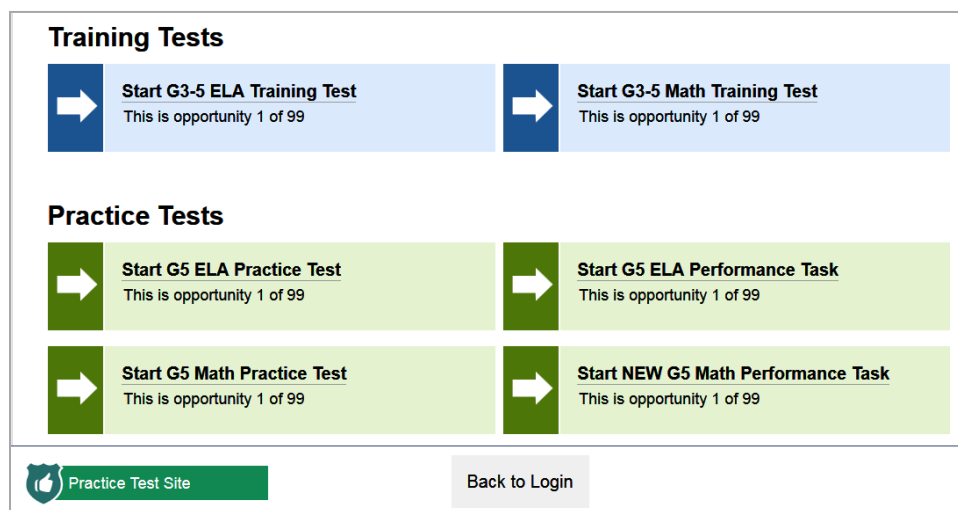 Training Tests
Start G3-5 ELA Training Test
This is opportunity 1 of 99
Start G3-5 Math Training Test
This is opportunity 1 of 99
Practice Tests
Start G5 ELA Practice Test
This is opportunity 1 of 99
Start G5 ELA Performance Task
This is opportunity 1 of 99
Start G5 Math Practice Test
This is opportunity 1 of 99
Start NEW G5 Math Performance Task
This is opportunity 1 of 99
Practice Test Site
Back to Login